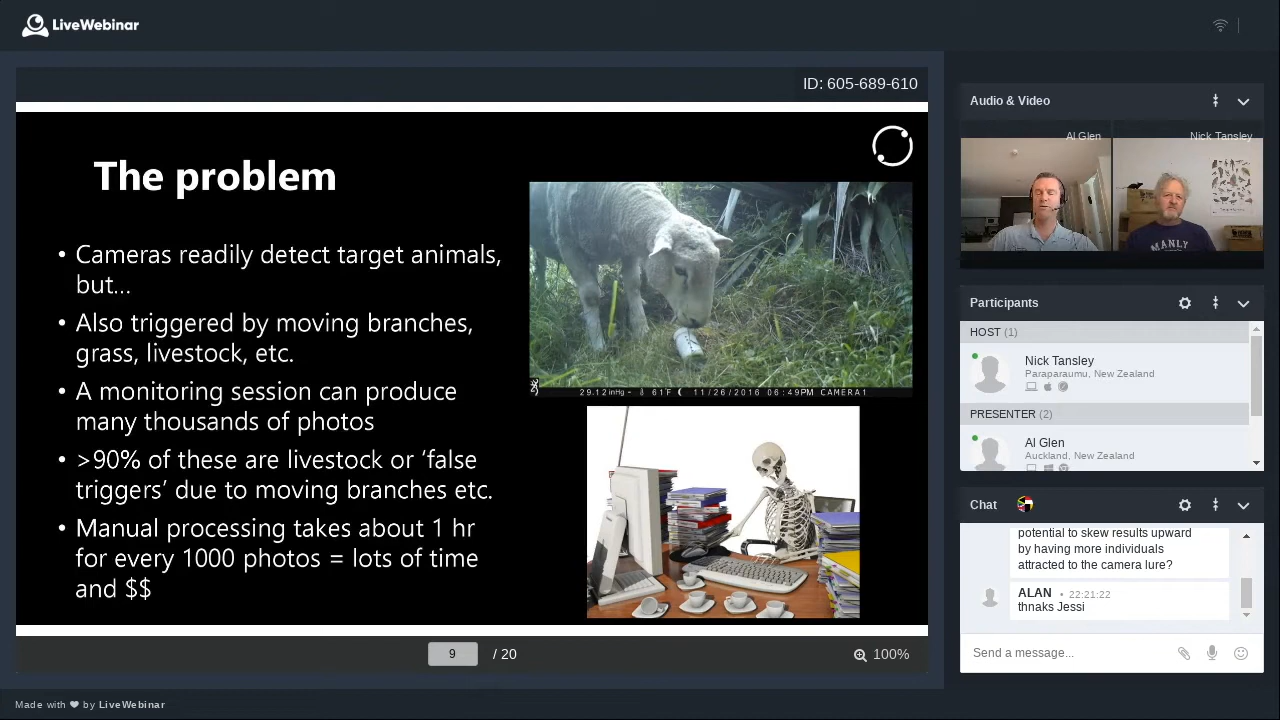 LiveWebinar
ID: 605-689-610
The problem
• Cameras readily detect target animals,
but...
• Also triggered by moving branches,
grass, livestock, etc.
• A monitoring session can produce
many thousands of photos
• >90% of these are livestock or ‘false
triggers’ due to moving branches etc.
• Manual processing takes about 1 hr
for every 1000 photos = lots of time
and $$
29.12inHg - 61°F 11/26/2016 06:49PM CAMERA1
9 / 20
100%
Audio & Video
Al Glen
Nick Tansley
MANLY
Participants
HOST (1)
Nick Tansley
Paraparaumu, New Zealand
PRESENTER (2)
Al Glen
Auckland, New Zealand
Chat
potential to skew results upward
by having more individuals
attracted to the camera lure?
ALAN • 22:21:22
thnaks Jessi
Send a message...
Made with ❤ by LiveWebinar